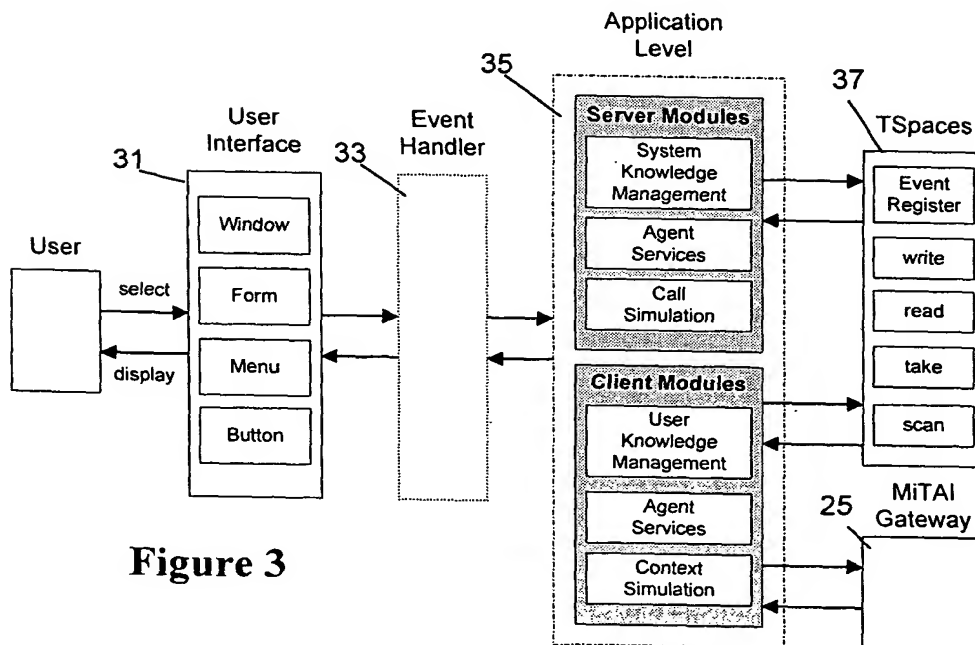 Application
Level
35
37
User
Interface
Event
Handler
Server Modules
TSpaces
31
33
System
Knowledge
Management
Event
Register
User
Window
Agent
Services
write
select
Form
Call
Simulation
read
display
Menu
Client Modules
take
Button
User
Knowledge
Management
scan
Agent
Services
25
MiTAI
Gateway
Context
Simulation
Figure 3